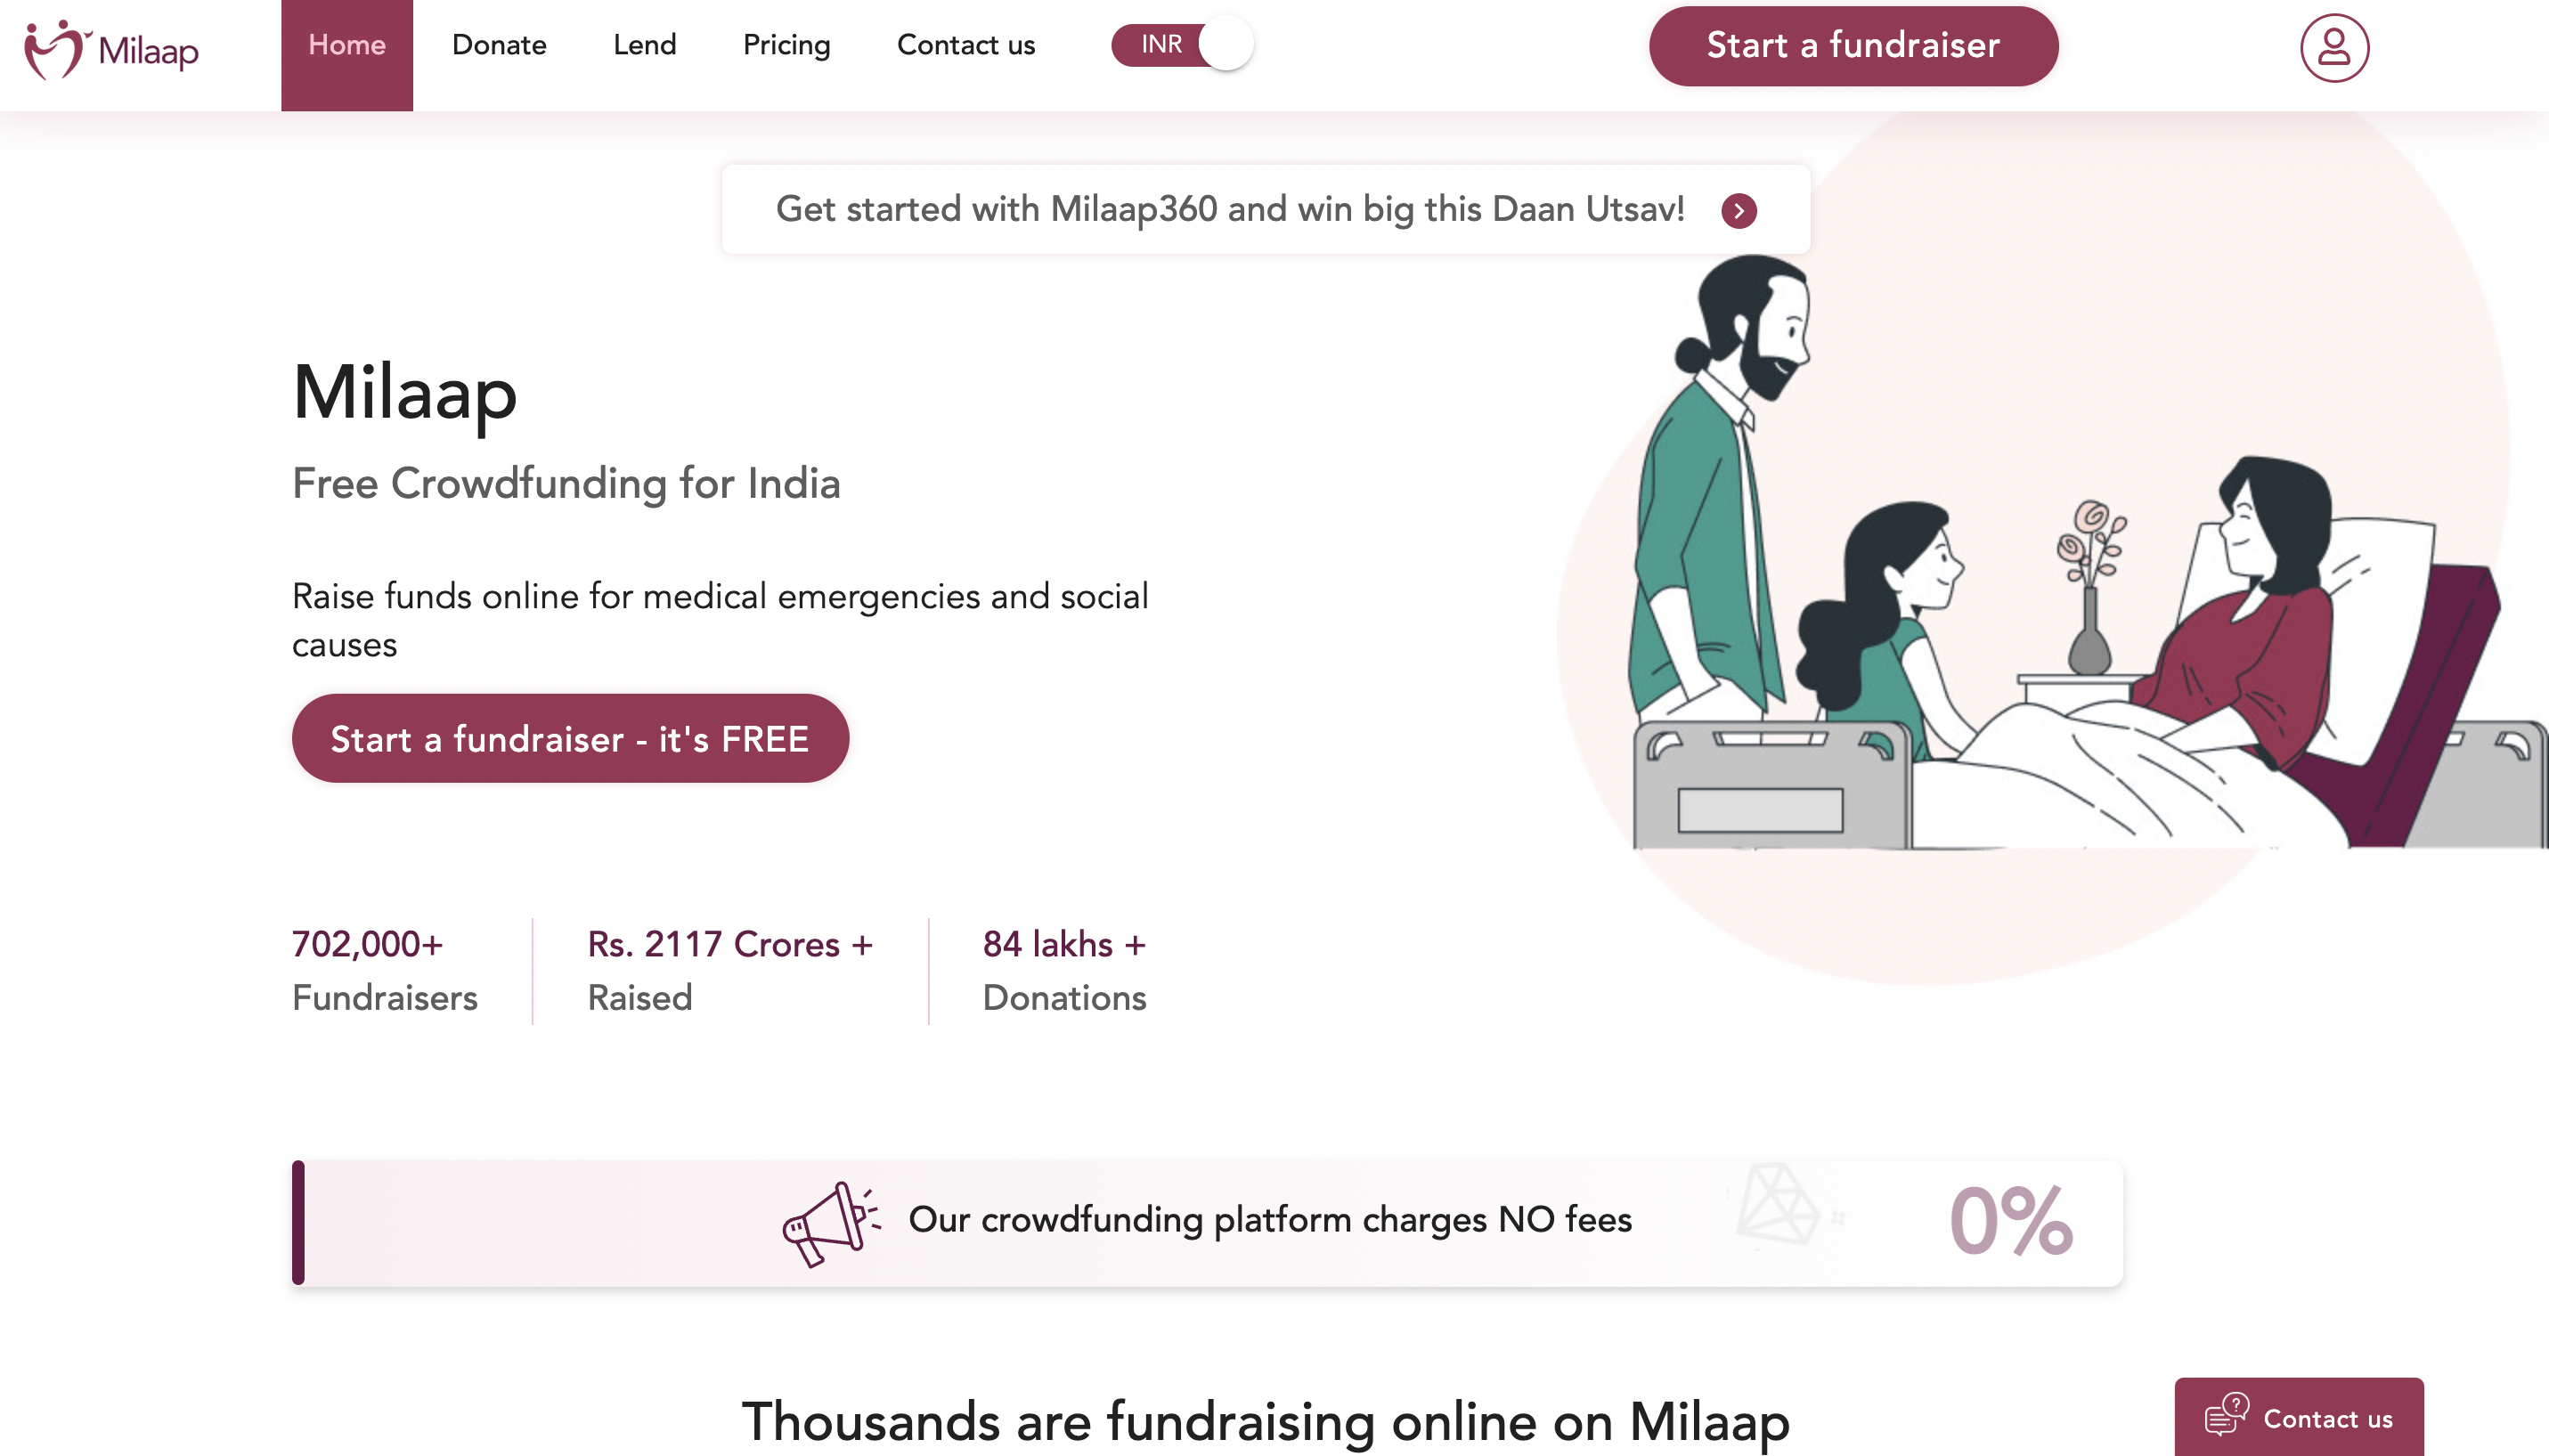 Milaap
Home
Donate
Lend
Pricing
Contact us
INR
Start a fundraiser
Get started with Milaap360 and win big this Daan Utsav!
Milaap
Free Crowdfunding for India
Raise funds online for medical emergencies and social
causes
Start a fundraiser - it's FREE
702,000+
Fundraisers
Rs. 2117 Crores +
Raised
84 lakhs +
Donations
Our crowdfunding platform charges NO fees
0%
Thousands are fundraising online on Milaap
Contact us